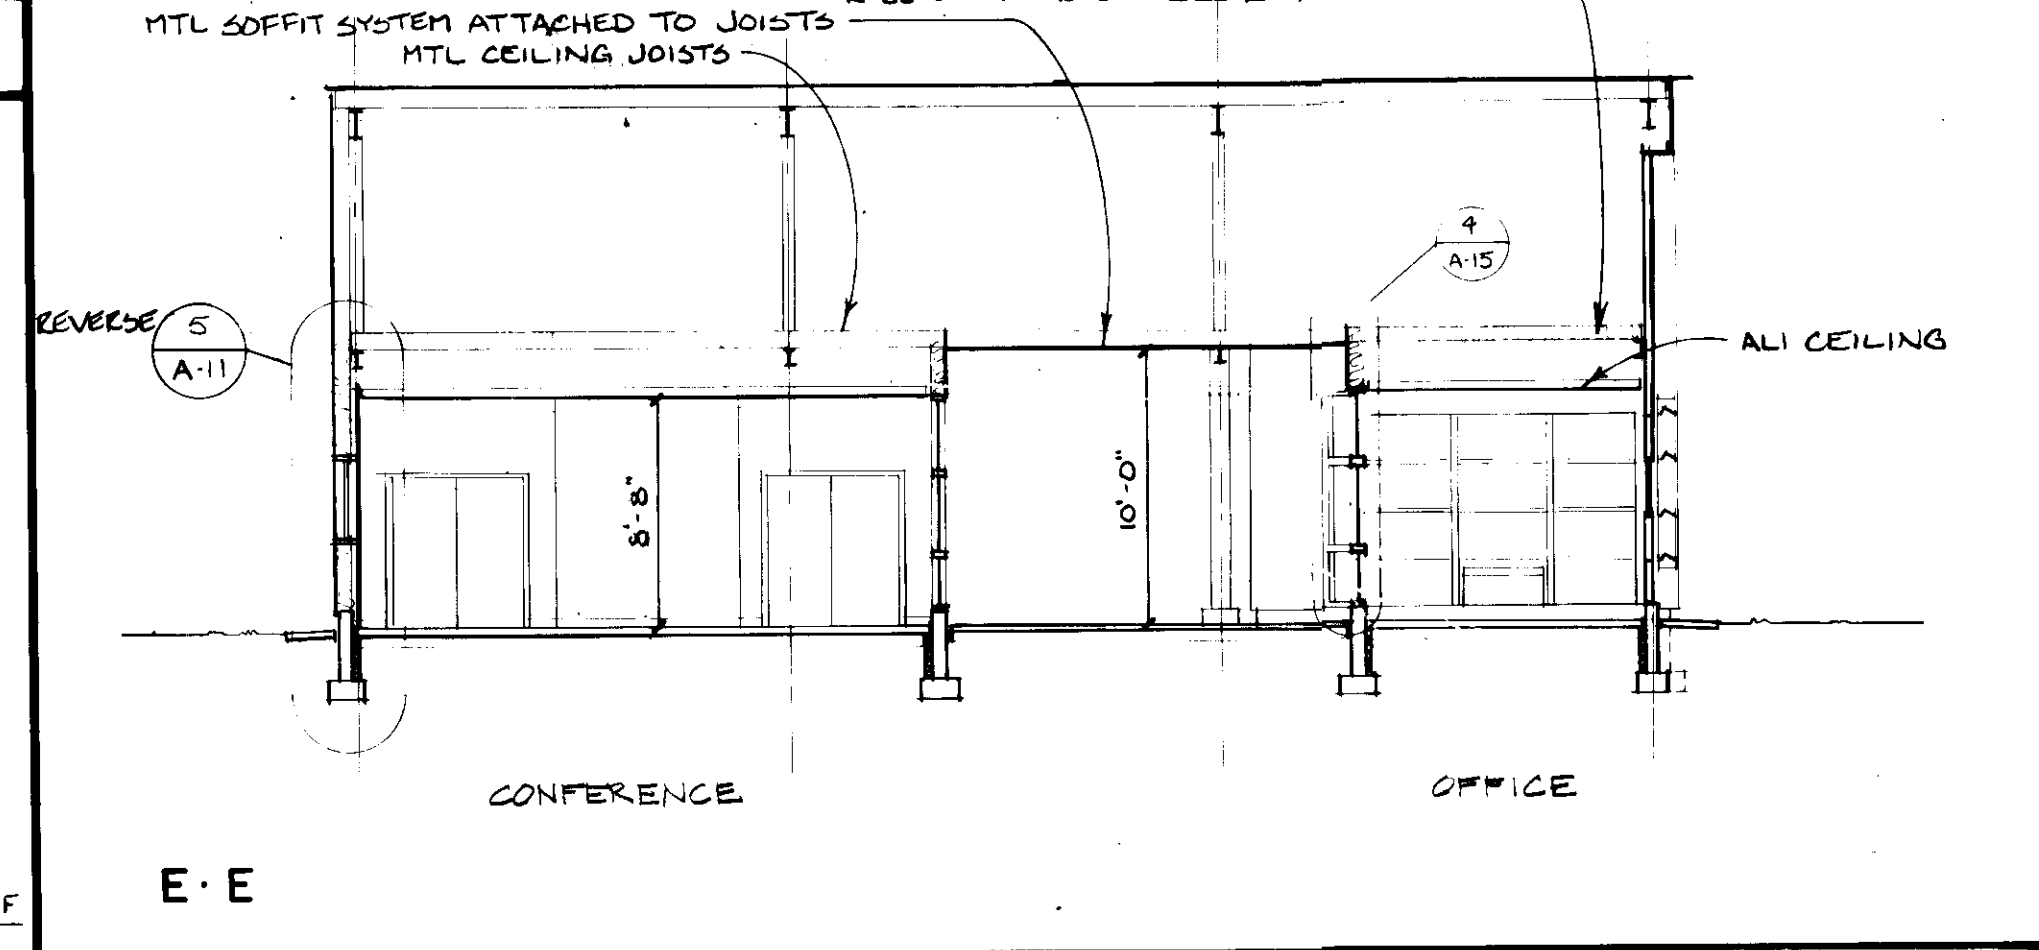 MTL SOFFIT SYSTEM ATTACHED TO JOISTS
MTL CEILING JOISTS
4
A-15
REVERSE
5
A-11
ALI CEILING
8'-8"
10'-0"
CONFERENCE
OFFICE
E·E
F